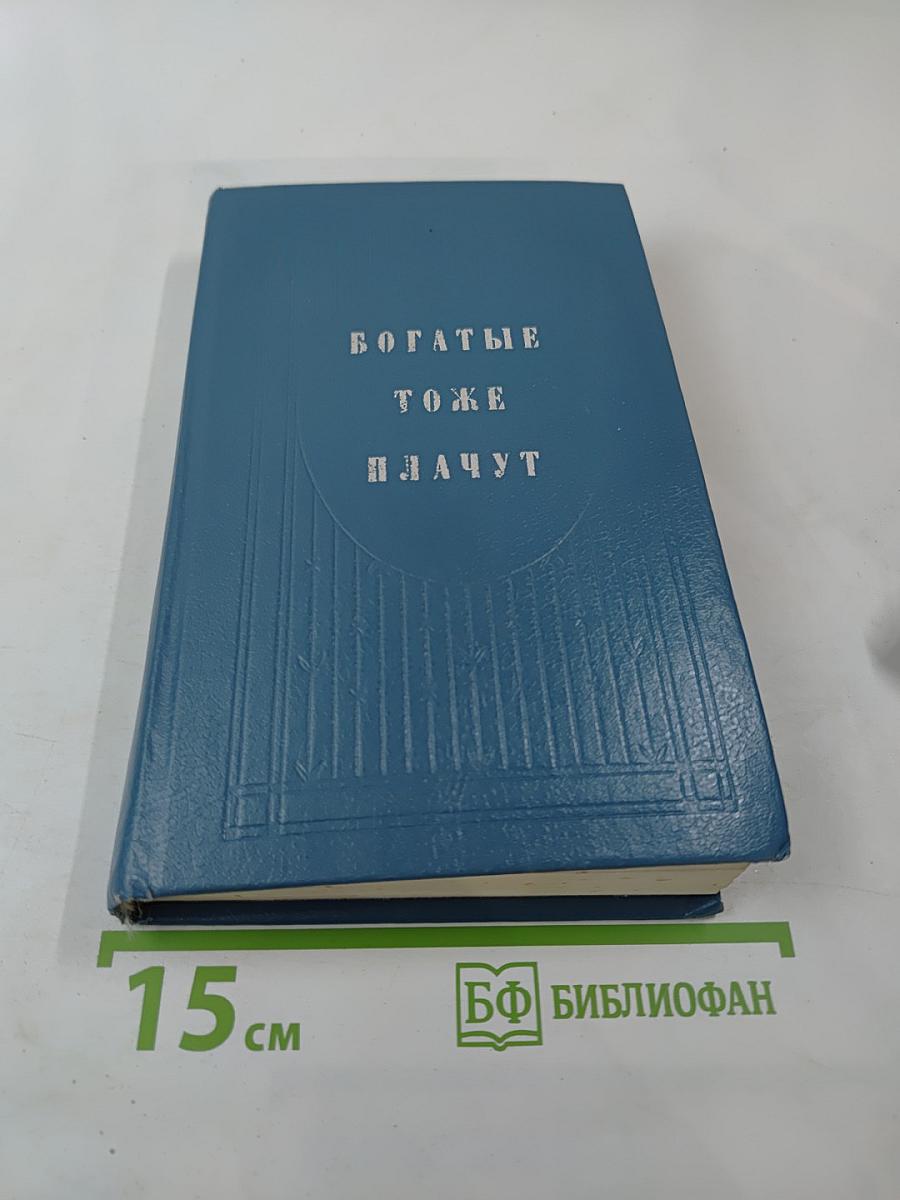 БОГАТЫЕ
ТОЖЕ
ПЛАЧУТ
15 см
БФ БИБЛИОФАН